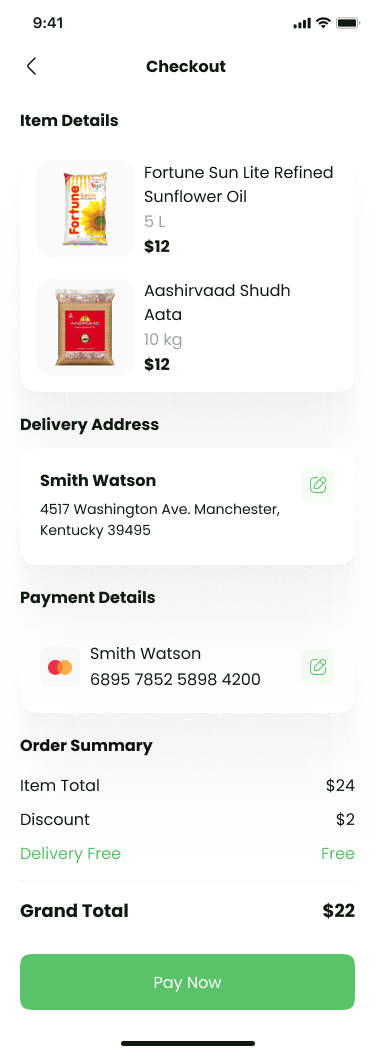 9:41
Checkout
Item Details
Fortune
Sunlite
Fortune Sun Lite Refined
Sunflower Oil
5 L
$12
AASHIRVAAD
Aashirvaad Shudh
Aata
10 kg
$12
Delivery Address
Smith Watson
4517 Washington Ave. Manchester,
Kentucky 39495
Payment Details
Smith Watson
6895 7852 5898 4200
Order Summary
Item Total $24
Discount $2
Delivery Free Free
Grand Total $22
Pay Now